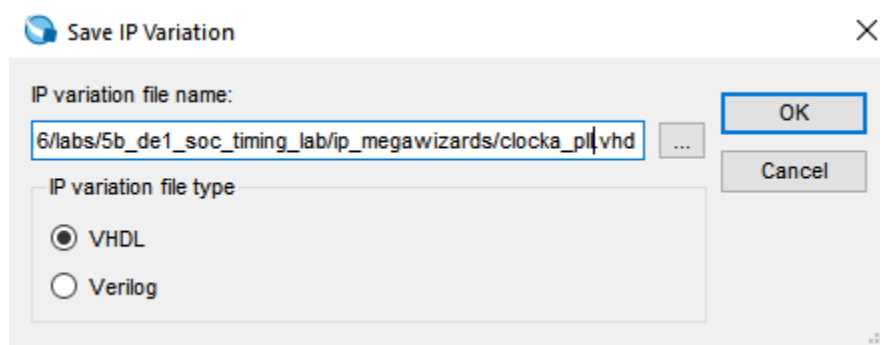 Save IP Variation
IP variation file name:
6/labs/5b_de1_soc_timing_lab/ip_megawizards/clocka_pll.vhd
...
OK
Cancel
IP variation file type
VHDL
Verilog